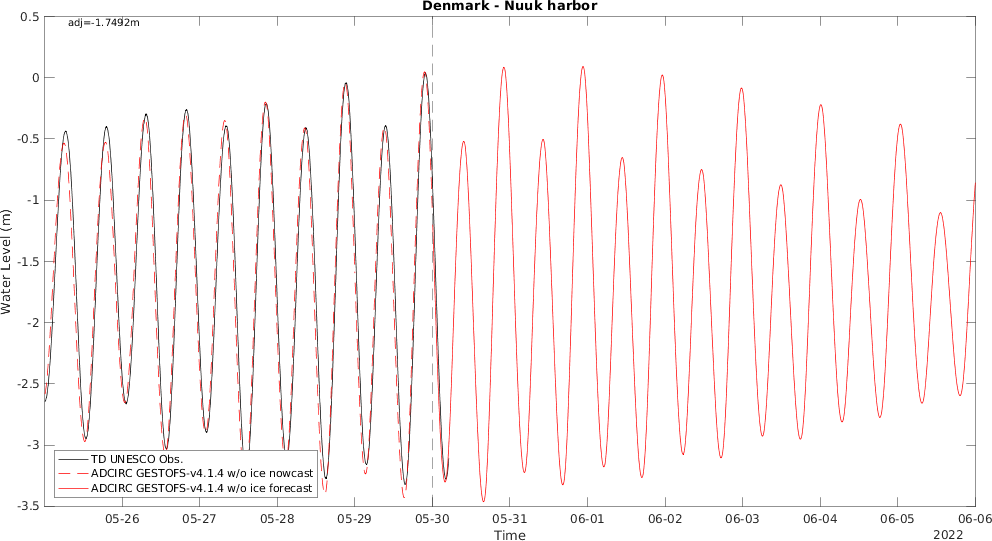 Denmark - Nuuk harbor
adj=-1.7492m
0.5
0
-0.5
-1
-1.5
-2
-2.5
-3
-3.5
Water Level (m)
TD UNESCO Obs.
ADCIRC GESTOFS-v4.1.4 w/o ice nowcast
ADCIRC GESTOFS-v4.1.4 w/o ice forecast
05-26 05-27 05-28 05-29 05-30 05-31 06-01 06-02 06-03 06-04 06-05 06-06
Time
2022